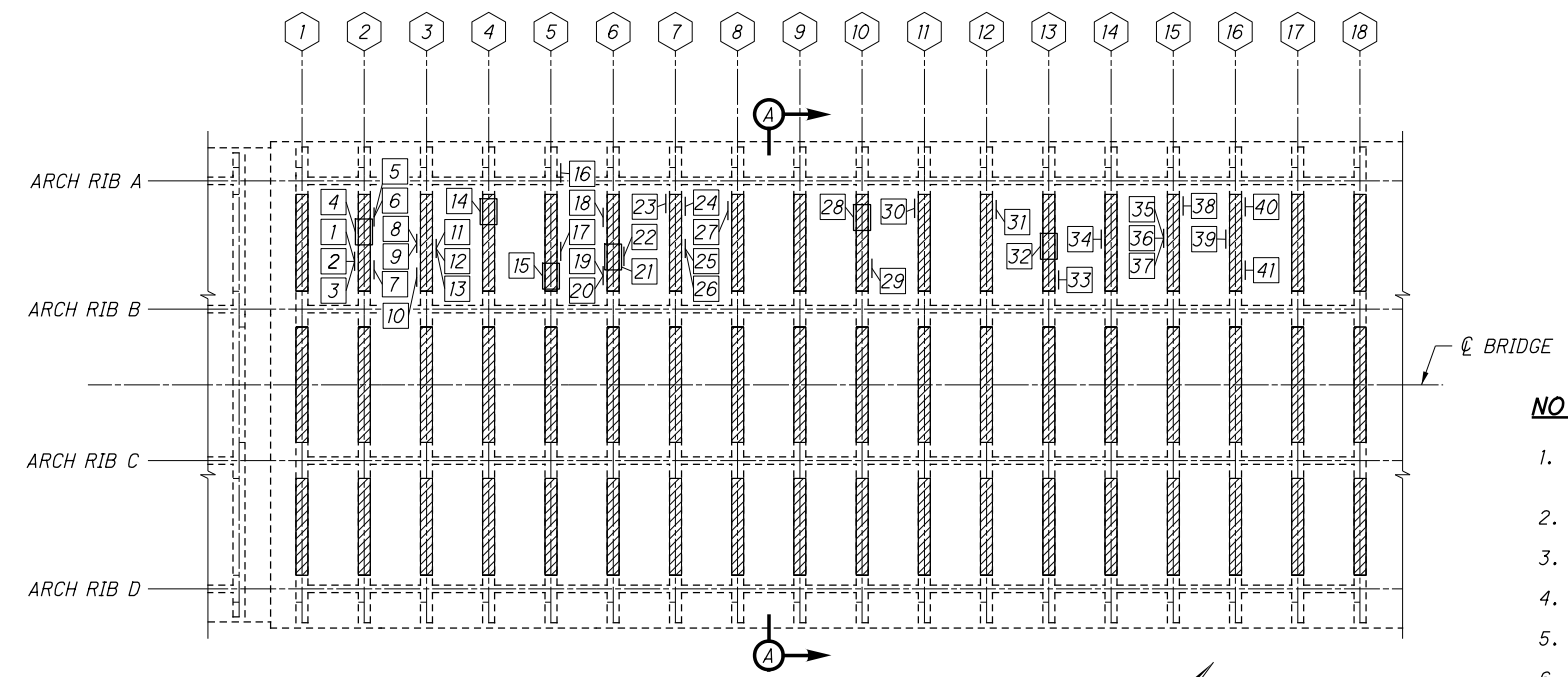 1 2 3 4 5 6 7 8 9 10 11 12 13 14 15 16 17 18
A
ARCH RIB A
5 16
4 6 14 18 23 24 28 30 31 35 38 40
1 8 11 17 22 27 32 34 36 39
2 9 12 15 19 21 25 29 33 37 41
3 7 13 20 26
10
ARCH RIB B
℄ BRIDGE
NO
1.
ARCH RIB C
2.
3.
ARCH RIB D
4.
5.
A